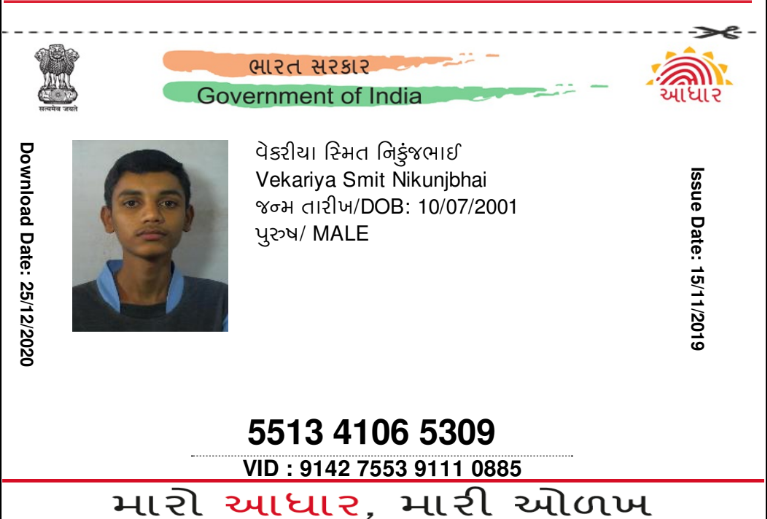 ભારત સરકાર
Government of India
सत्यमेव जयते
આધાર
Download Date: 25/12/2020
વેકરીયા સ્મિત નિકુંજભાઈ
Vekariya Smit Nikunjbhai
જન્મ તારીખ/DOB: 10/07/2001
પુરુષ/ MALE
Issue Date: 15/11/2019
5513 4106 5309
VID : 9142 7553 9111 0885
મારો આધાર, મારી ઓળખ